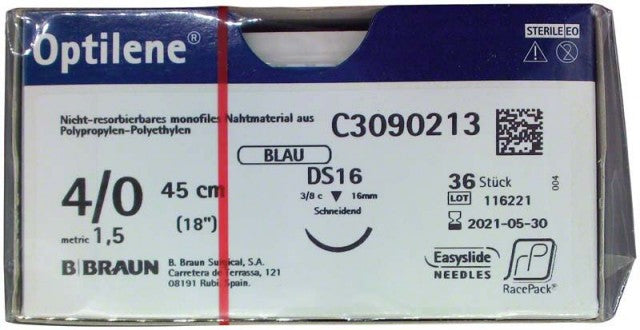 Optilene®
STERILE EO
Nicht-resorbierbares monofiles Nahtmaterial aus
Polypropylen-Polyethylen
C3090213
BLAU
4/0 45 cm
(18")
metric 1,5
DS16
3/8 c 16mm
Schneidend
36 Stück
LOT 116221
2021-05-30
004
B|BRAUN
B. Braun Surgical, S.A.
Carretera de Terrassa, 121
08191 Rubí Spain.
Easyslide
NEEDLES
rP
RacePack®